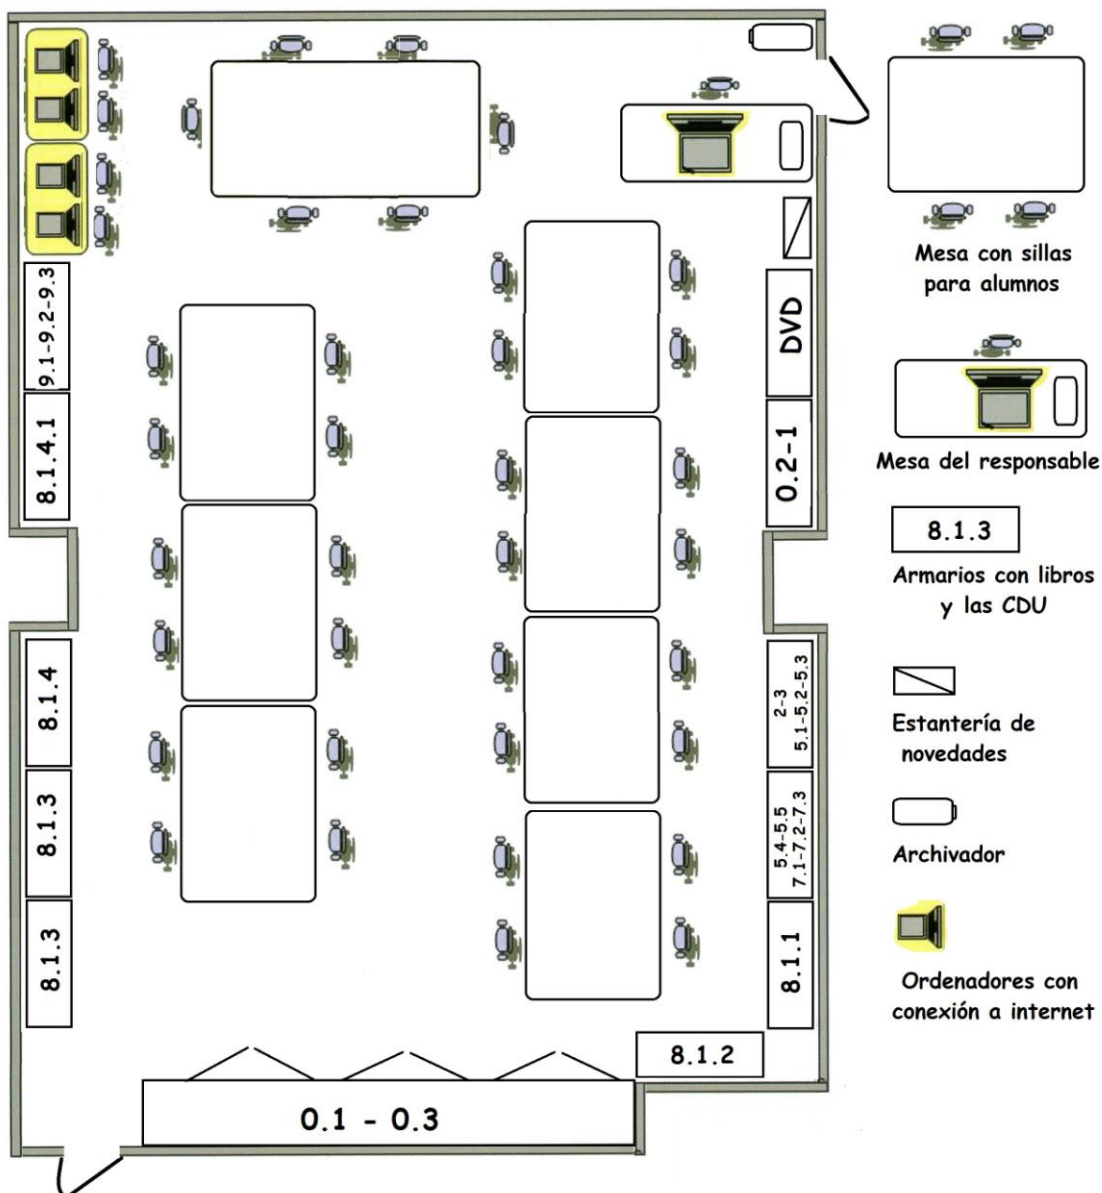 9.1-9.2-9.3
8.1.4.1
8.1.4
8.1.3
8.1.3
0.1 - 0.3
8.1.2
DVD
0.2-1
2-3
5.1-5.2-5.3
5.4-5.5
7.1-7.2-7.3
8.1.1
Mesa con sillas
para alumnos
Mesa del responsable
8.1.3
Armarios con libros
y las CDU
Estantería de
novedades
Archivador
Ordenadores con
conexión a internet